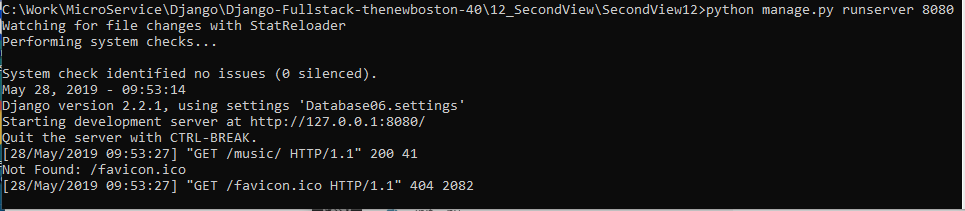 C:\Work\MicroService\Django\Django-Fullstack-thenewboston-40\12_SecondView\SecondView12>python manage.py runserver 8080
Watching for file changes with StatReloader
Performing system checks...
System check identified no issues (0 silenced).
May 28, 2019 - 09:53:14
Django version 2.2.1, using settings 'Database06.settings'
Starting development server at http://127.0.0.1:8080/
Quit the server with CTRL-BREAK.
[28/May/2019 09:53:27] "GET /music/ HTTP/1.1" 200 41
Not Found: /favicon.ico
[28/May/2019 09:53:27] "GET /favicon.ico HTTP/1.1" 404 2082